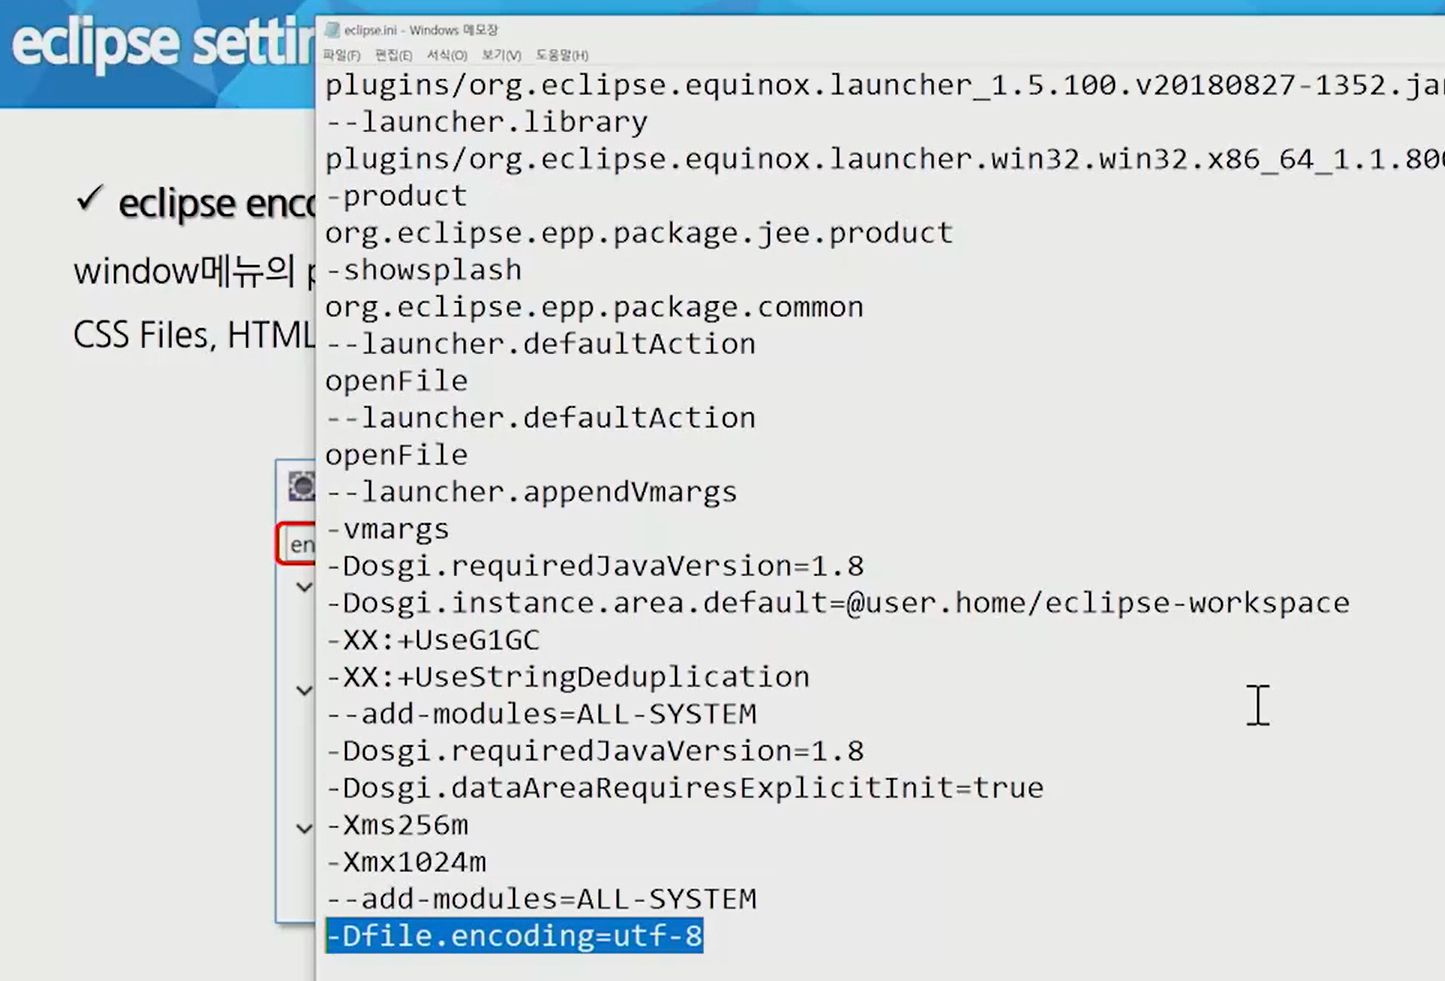 eclipse settin
eclipse.ini - Windows 메모장
파일(F) 편집(E) 서식(O) 보기(V) 도움말(H)
plugins/org.eclipse.equinox.launcher_1.5.100.v20180827-1352.jar
--launcher.library
plugins/org.eclipse.equinox.launcher.win32.win32.x86_64_1.1.800
-product
✓ eclipse enco
org.eclipse.epp.package.jee.product
window메뉴의 p
-showsplash
org.eclipse.epp.package.common
CSS Files, HTML
--launcher.defaultAction
openFile
--launcher.defaultAction
openFile
--launcher.appendVmargs
-vmargs
en
-Dosgi.requiredJavaVersion=1.8
-Dosgi.instance.area.default=@user.home/eclipse-workspace
-XX:+UseG1GC
-XX:+UseStringDeduplication
--add-modules=ALL-SYSTEM
-Dosgi.requiredJavaVersion=1.8
-Dosgi.dataAreaRequiresExplicitInit=true
-Xms256m
-Xmx1024m
--add-modules=ALL-SYSTEM
-Dfile.encoding=utf-8